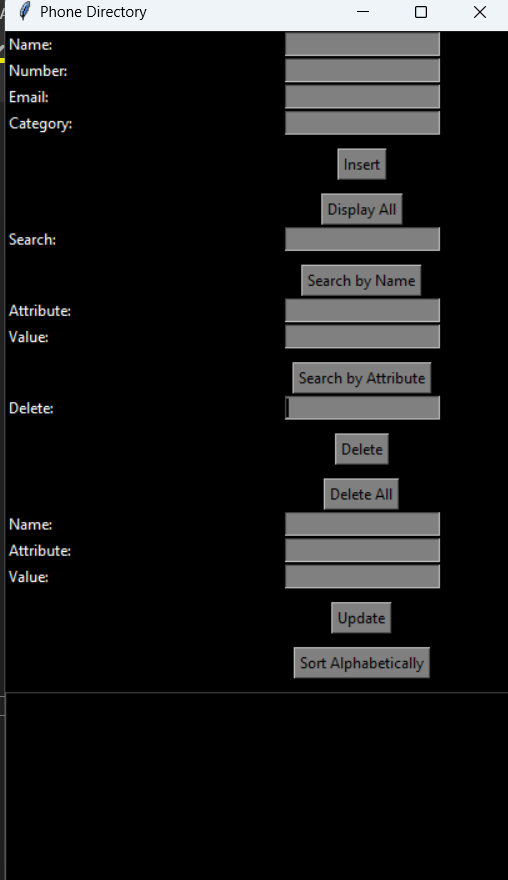 Phone Directory
Name:
Number:
Email:
Category:
Insert
Display All
Search:
Search by Name
Attribute:
Value:
Search by Attribute
Delete:
Delete
Delete All
Name:
Attribute:
Value:
Update
Sort Alphabetically